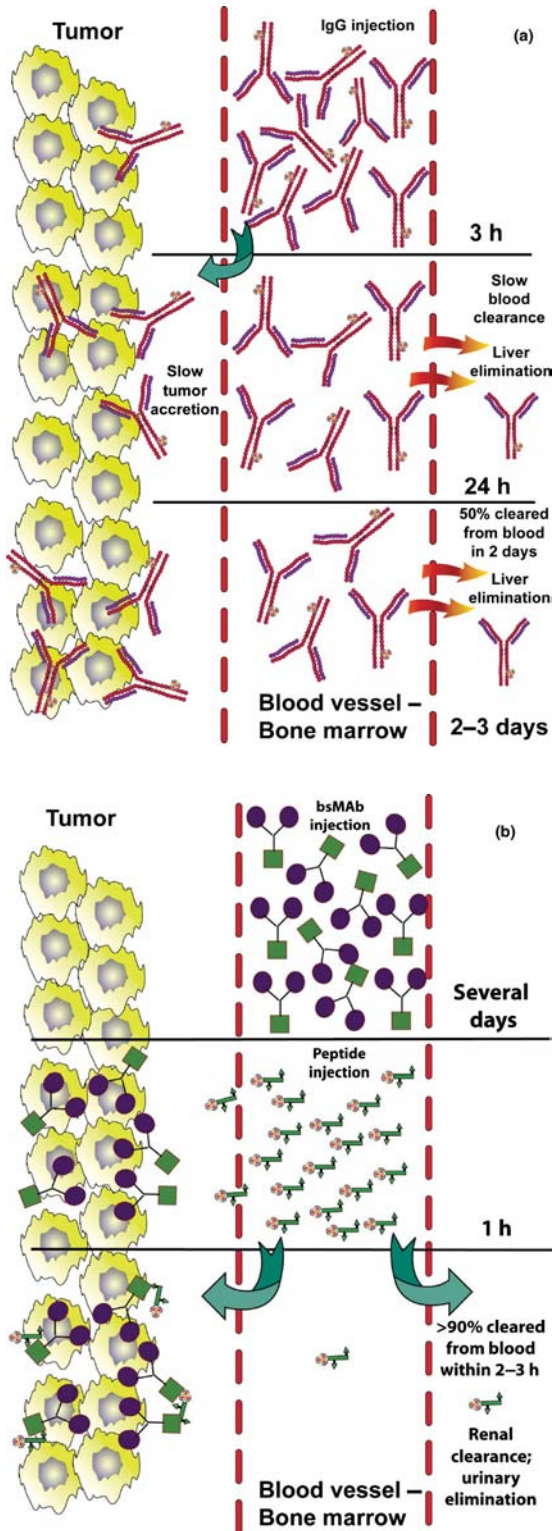 Tumor
IgG injection
(a)
3 h
Slow
tumor
accretion
Slow
blood
clearance
Liver
elimination
24 h
50% cleared
from blood
in 2 days
Liver
elimination
Blood vessel –
Bone marrow
2–3 days
Tumor
bsMAb
injection
(b)
Several
days
Peptide
injection
1 h
>90% cleared
from blood
within 2–3 h
Renal
clearance;
urinary
elimination
Blood vessel –
Bone marrow